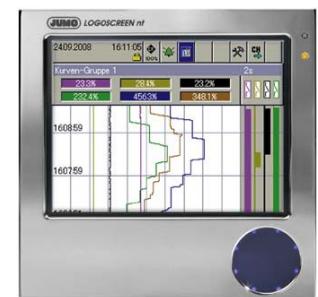 JUMO LOGOSCREEN nt
24.09.2008 16:11:05 100%
CH
Kurven-Gruppe 1 2s
23.3% 28.4% 23.2%
232.4% 456.3% 348.1%
160859
160759